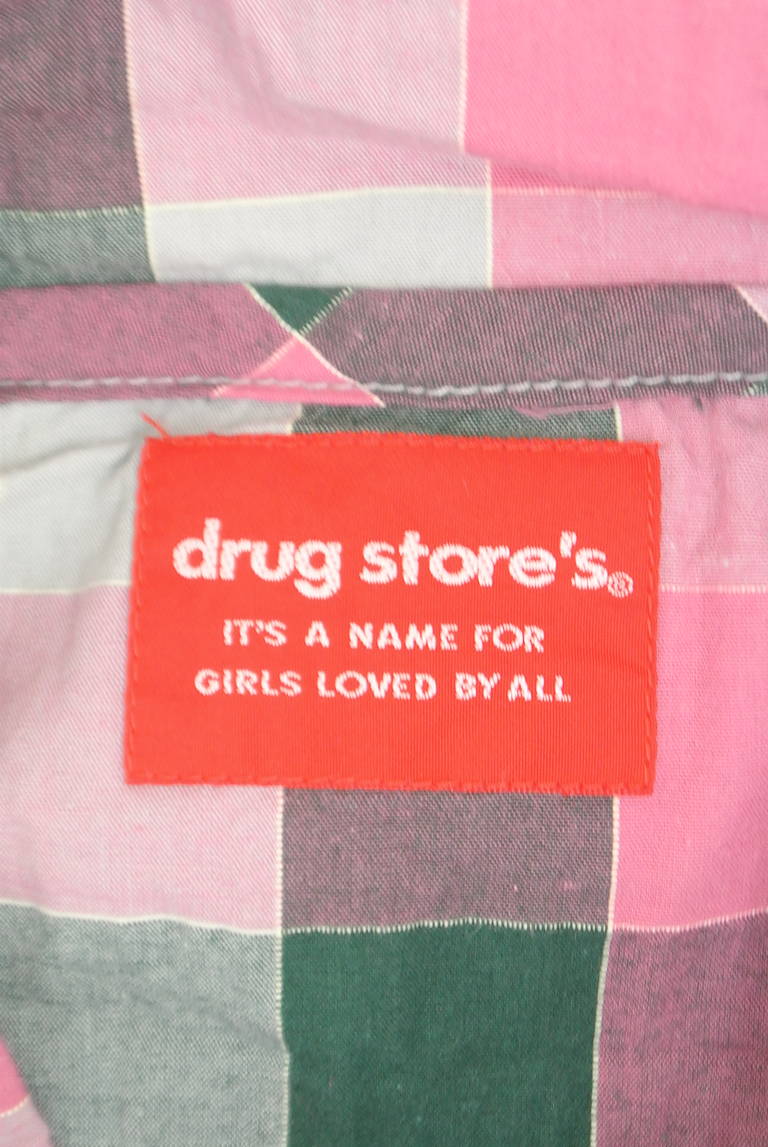 drug store's®
IT'S A NAME FOR
GIRLS LOVED BY ALL